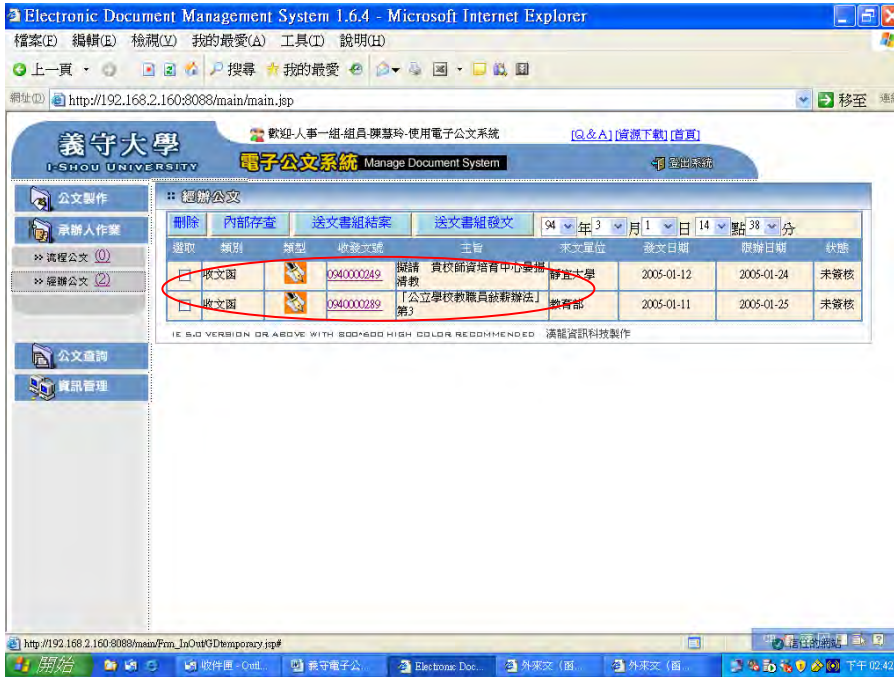 Electronic Document Management System 1.6.4 - Microsoft Internet Explorer
檔案(F) 編輯(E) 檢視(V) 我的最愛(A) 工具(T) 說明(H)
上一頁 搜尋 我的最愛
網址(D) http://192.168.2.160:8088/main/main.jsp 移至
義守大學
I-SHOU UNIVERSITY
歡迎-人事一組-組員-陳慧玲-使用電子公文系統 [Q & A] [資源下載] [首頁]
電子公文系統 Manage Document System 登出系統
公文製作
承辦人作業
流程公文 (0)
經辦公文 (2)
公文查詢
資訊管理
經辦公文
刪除 內部存查 送文書組結案 送文書組發文 94 年 3 月 1 日 14 點 38 分
選取 類別 類型 收發文號 主旨 來文單位 發文日期 限辦日期 狀態
收文函 0940000249 擬請 貴校師資培育中心晏揚清教 靜宜大學 2005-01-12 2005-01-24 未簽核
收文函 0940000289 「公立學校教職員敘薪辦法」第3 教育部 2005-01-11 2005-01-25 未簽核
IE 5.0 VERSION OR ABOVE WITH 800*600 HIGH COLOR RECOMMENDED 漢龍資訊科技製作
http://192.168.2.160:8088/main/Frm_InOut/GDtemporary.jsp# 信任的網站
開始 收件匣 - Outl... 義守電子公... Electronic Doc... 外來文（函... 外來文（函... 下午 02:42